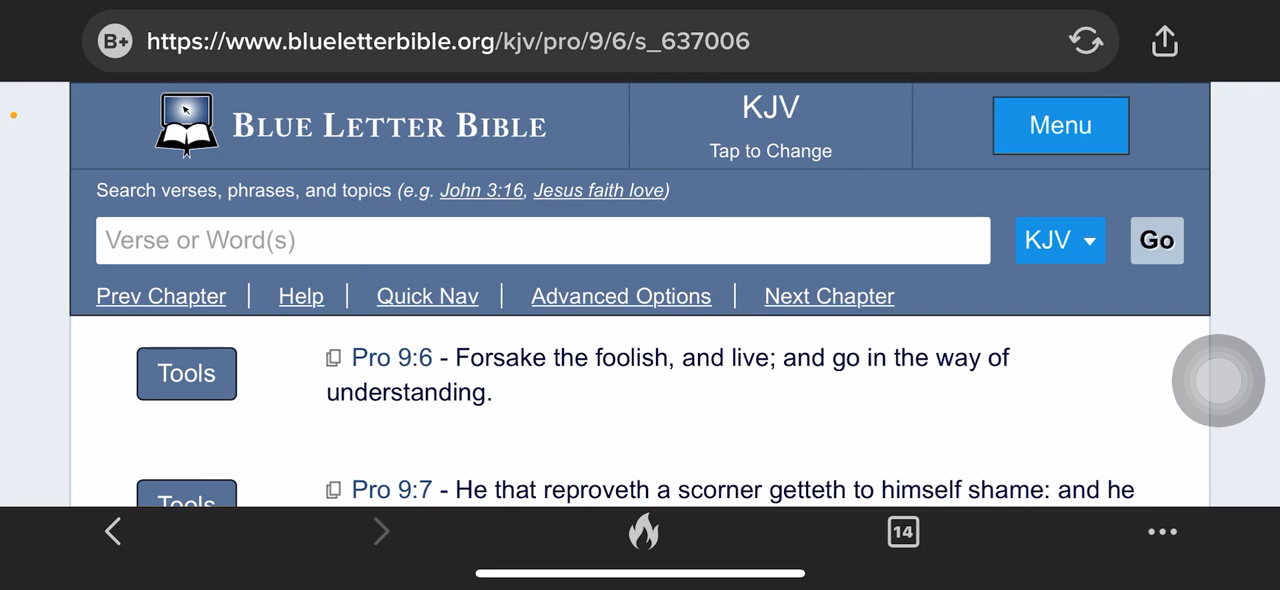 B+ https://www.blueletterbible.org/kjv/pro/9/6/s_637006
BLUE LETTER BIBLE
KJV
Tap to Change
Menu
Search verses, phrases, and topics (e.g. John 3:16, Jesus faith love)
Verse or Word(s)
KJV
Go
Prev Chapter | Help | Quick Nav | Advanced Options | Next Chapter
Tools
Pro 9:6 - Forsake the foolish, and live; and go in the way of
understanding.
Tools
Pro 9:7 - He that reproveth a scorner getteth to himself shame: and he
14